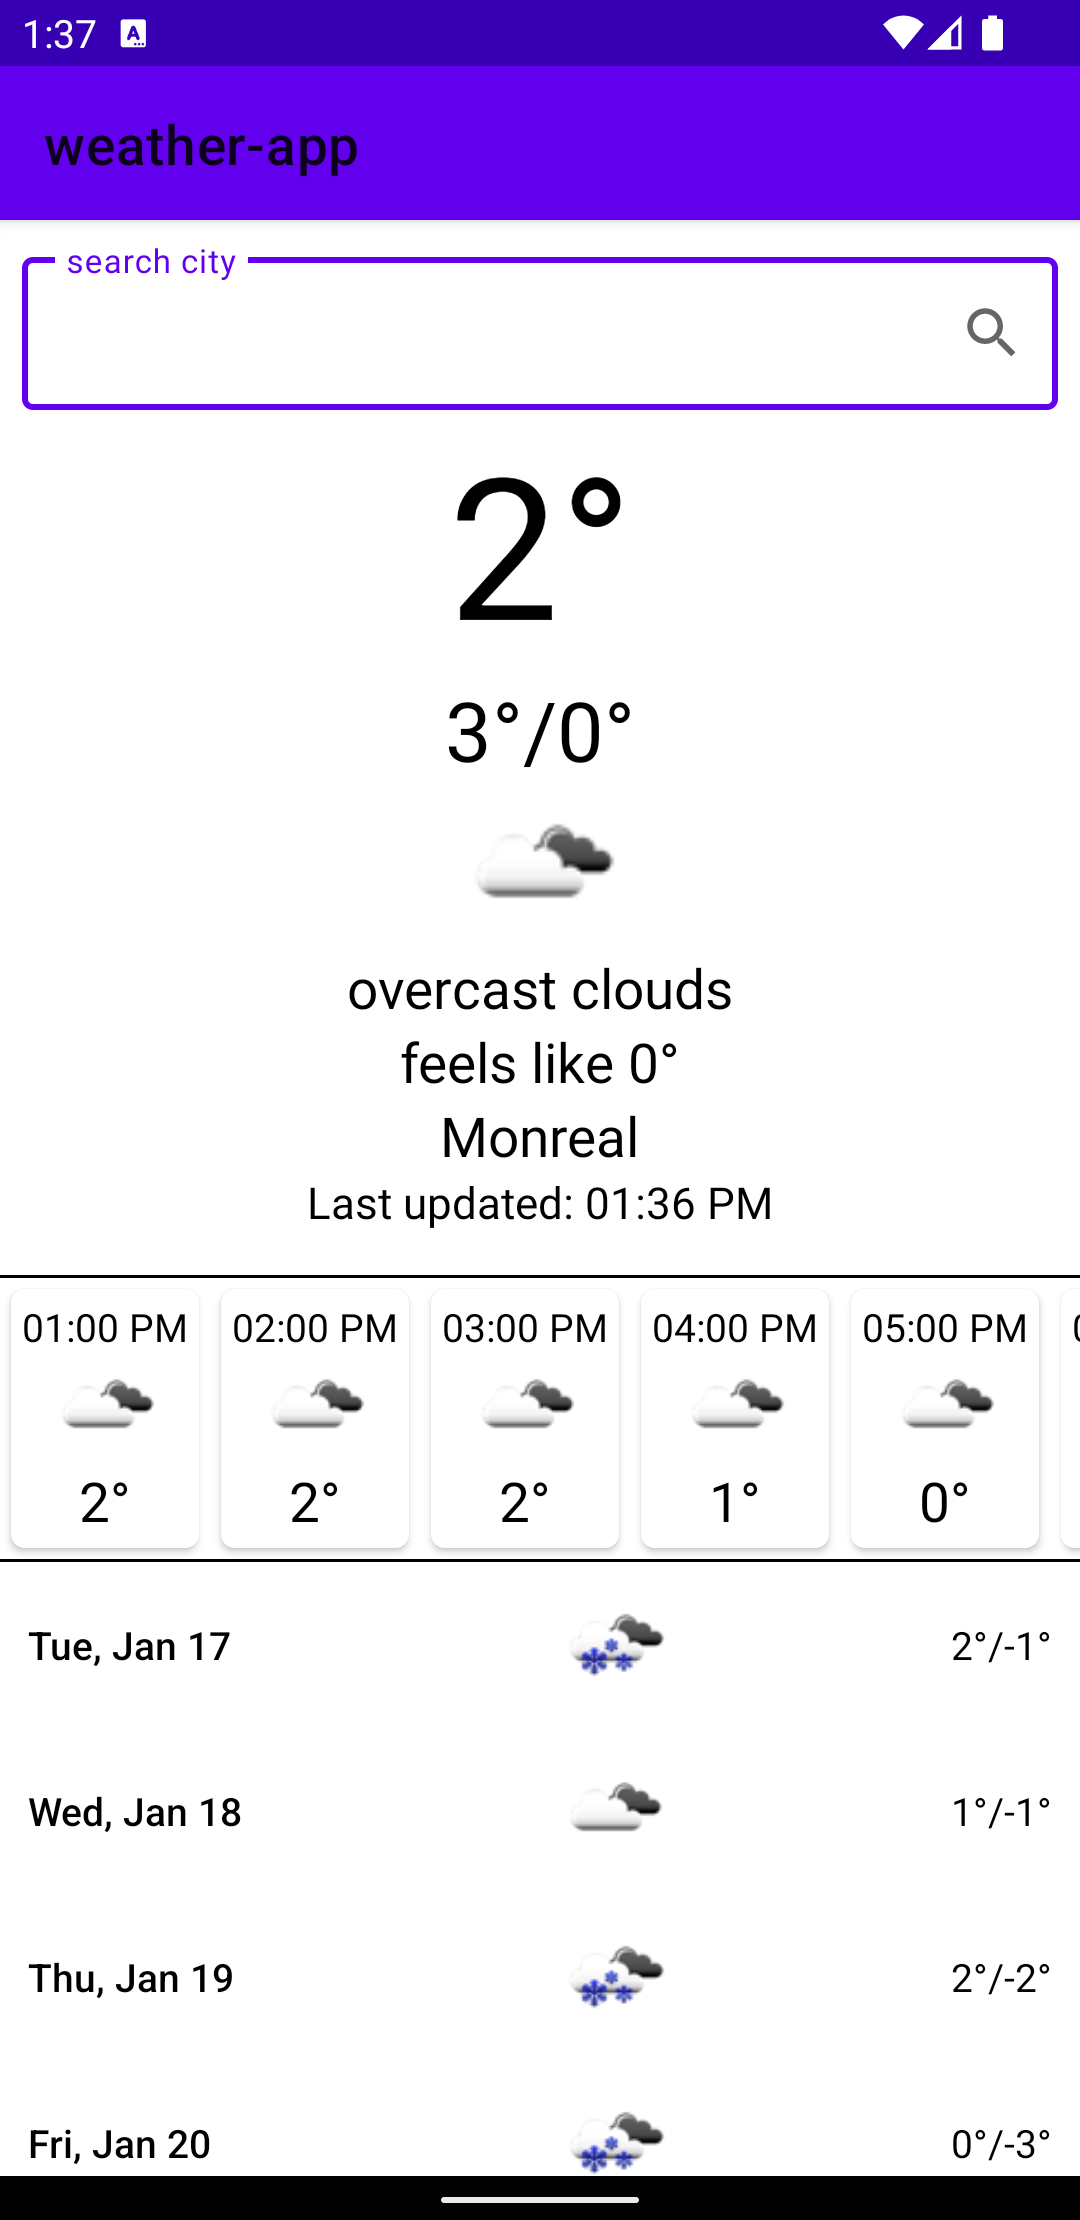 1:37
weather-app
search city
2°
3°/0°
overcast clouds
feels like 0°
Monreal
Last updated: 01:36 PM
01:00 PM 02:00 PM 03:00 PM 04:00 PM 05:00 PM
2° 2° 2° 1° 0°
Tue, Jan 17 2°/-1°
Wed, Jan 18 1°/-1°
Thu, Jan 19 2°/-2°
Fri, Jan 20 0°/-3°